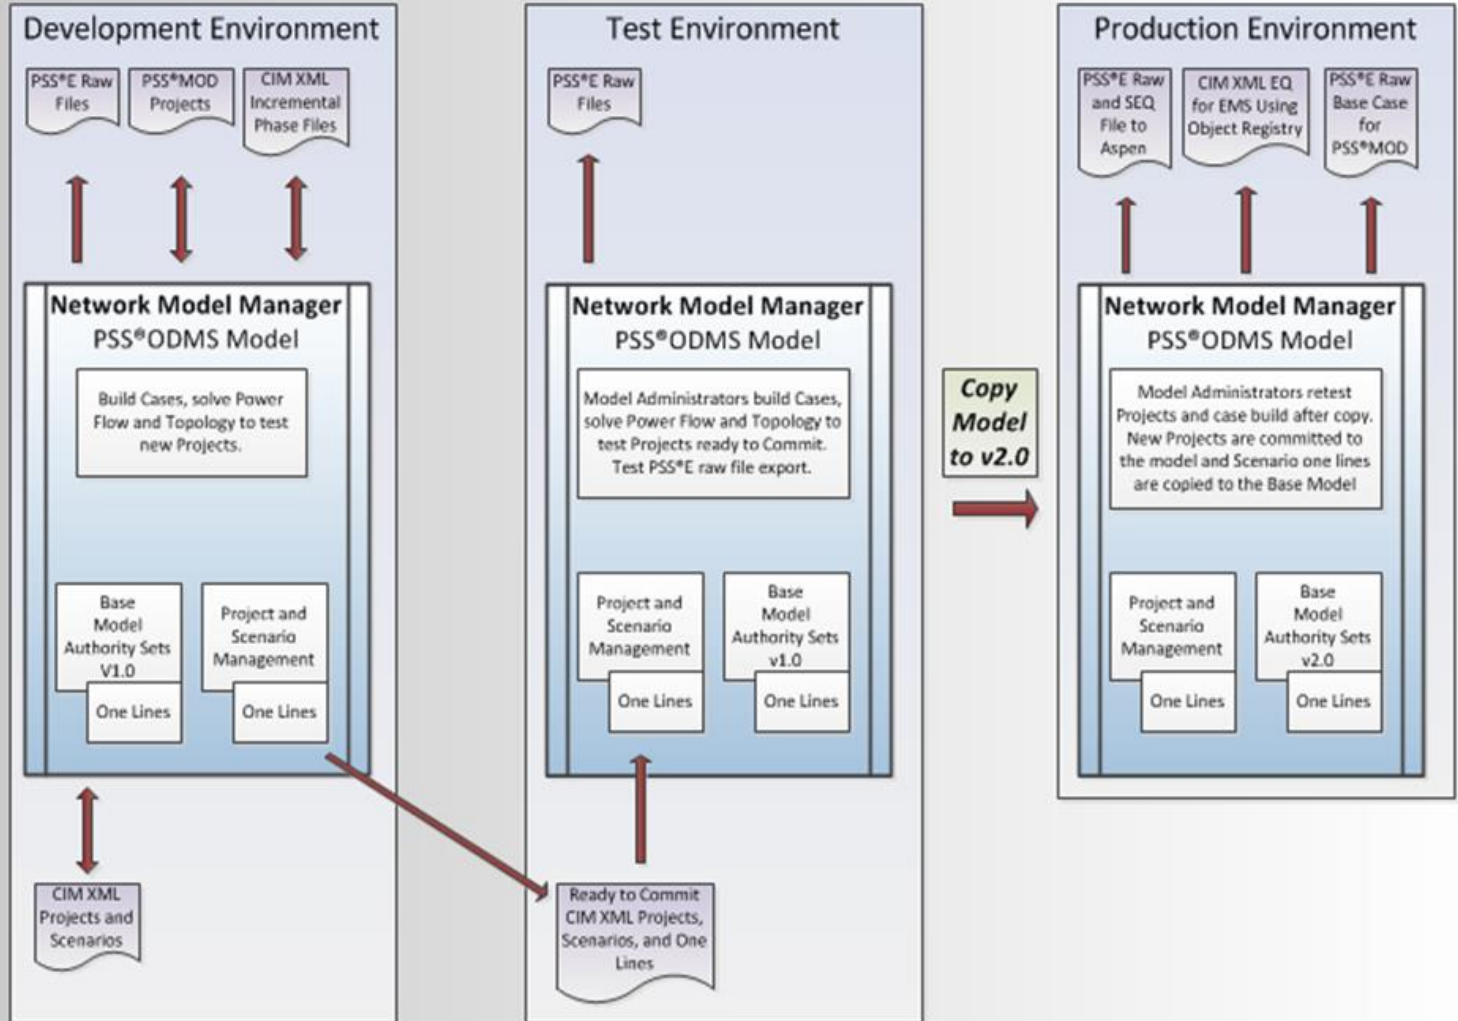 Development Environment
PSS®E Raw
Files
PSS®MOD
Projects
CIM XML
Incremental
Phase Files
Network Model Manager
PSS®ODMS Model
Build Cases, solve Power
Flow and Topology to test
new Projects.
Base
Model
Authority Sets
V1.0
One Lines
Project and
Scenario
Management
One Lines
CIM XML
Projects and
Scenarios
Test Environment
PSS®E Raw
Files
Network Model Manager
PSS®ODMS Model
Model Administrators build Cases,
solve Power Flow and Topology to
test Projects ready to Commit.
Test PSS®E raw file export.
Project and
Scenario
Management
One Lines
Base
Model
Authority Sets
v1.0
One Lines
Ready to Commit
CIM XML Projects,
Scenarios, and One
Lines
Copy
Model
to v2.0
Production Environment
PSS®E Raw
and SEQ
File to
Aspen
CIM XML EQ
for EMS Using
Object Registry
PSS®E Raw
Base Case
for
PSS®MOD
Network Model Manager
PSS®ODMS Model
Model Administrators retest
Projects and case build after copy.
New Projects are committed to
the model and Scenario one lines
are copied to the Base Model
Project and
Scenario
Management
One Lines
Base
Model
Authority Sets
v2.0
One Lines